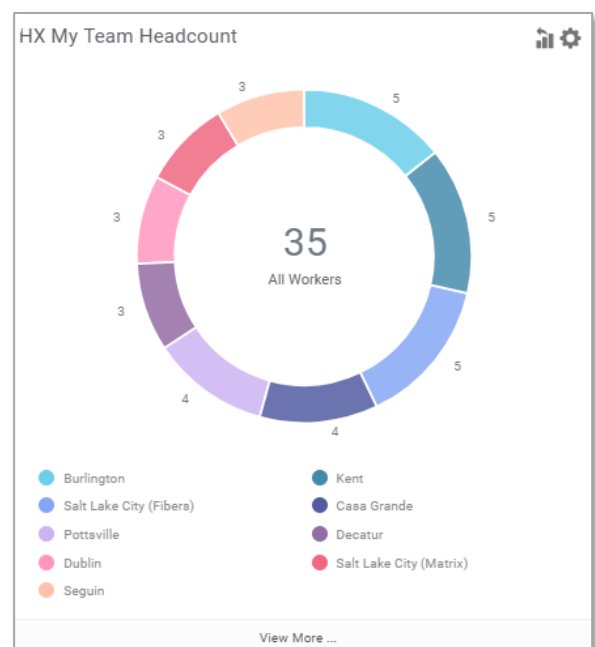 HX My Team Headcount
3
5
3
5
3
35
All Workers
3
5
4
4
Burlington
Kent
Salt Lake City (Fibers)
Casa Grande
Pottsville
Decatur
Dublin
Salt Lake City (Matrix)
Seguin
View More ...